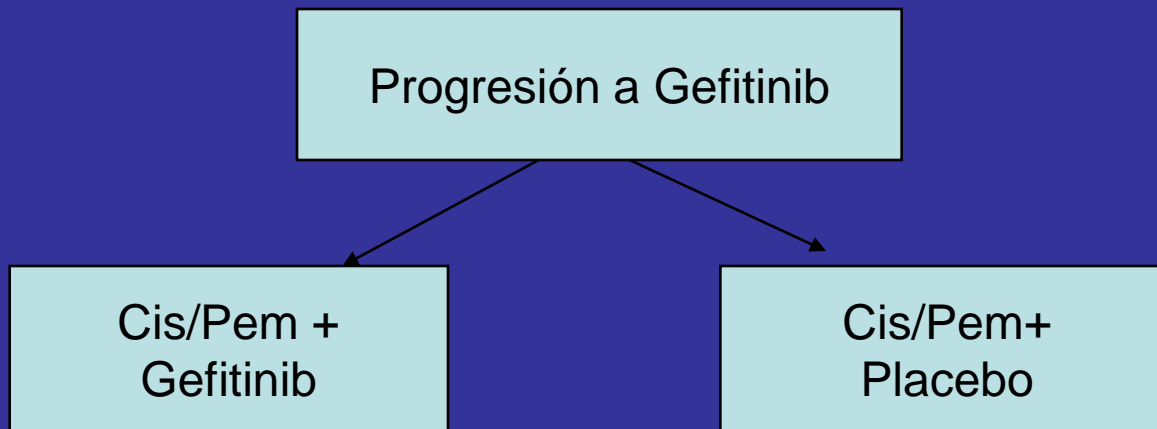 Progresión a Gefitinib
Cis/Pem +
Gefitinib
Cis/Pem+
Placebo